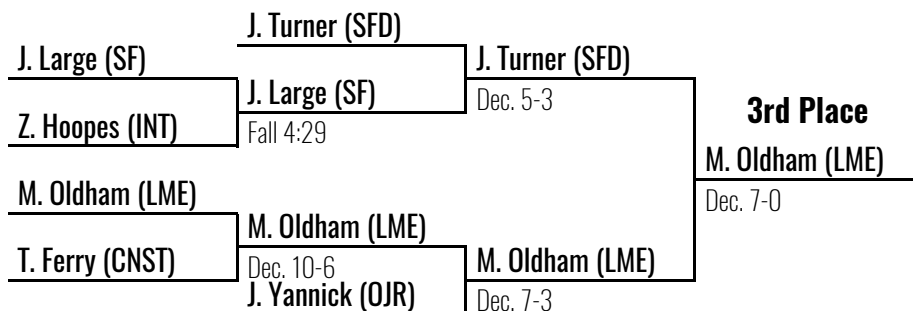 J. Turner (SFD)
J. Large (SF)
J. Turner (SFD)
J. Large (SF)
Dec. 5-3
3rd Place
Z. Hoopes (INT)
Fall 4:29
M. Oldham (LME)
M. Oldham (LME)
Dec. 7-0
M. Oldham (LME)
T. Ferry (CNST)
Dec. 10-6
M. Oldham (LME)
J. Yannick (OJR)
Dec. 7-3